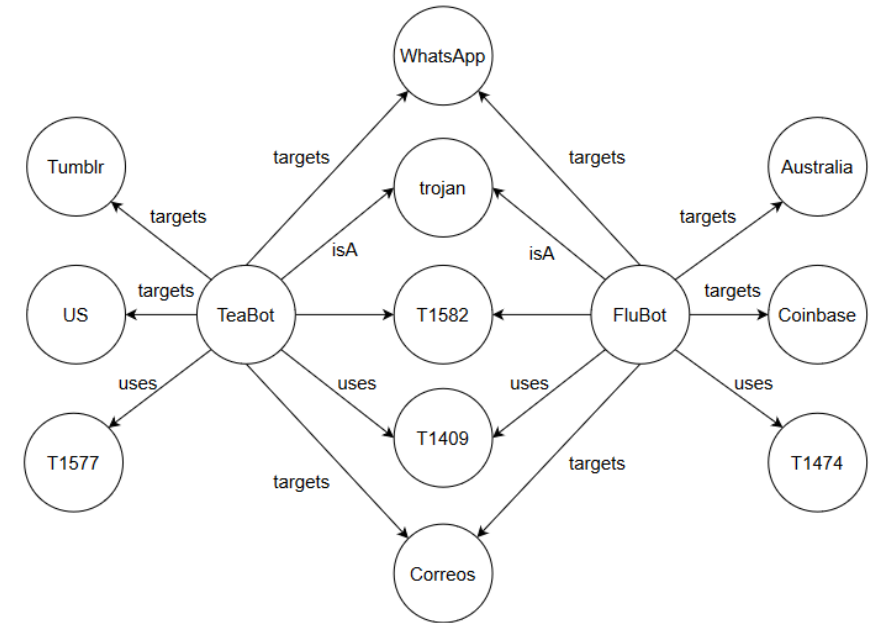 WhatsApp
targets
targets
Tumblr
trojan
Australia
targets
targets
isA
isA
targets
targets
US
TeaBot
T1582
FluBot
Coinbase
uses
uses
uses
uses
T1577
T1409
T1474
targets
targets
Correos